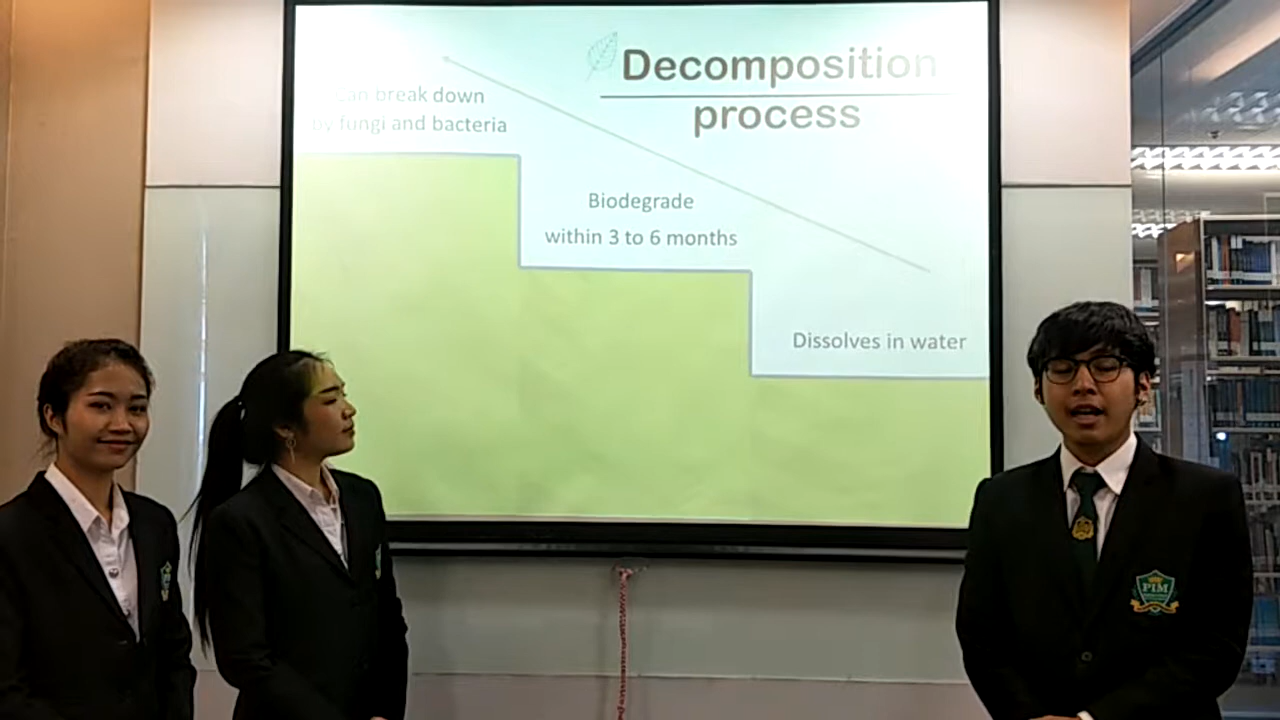 Decomposition
process
Can break down
by fungi and bacteria
Biodegrade
within 3 to 6 months
Dissolves in water
PIM